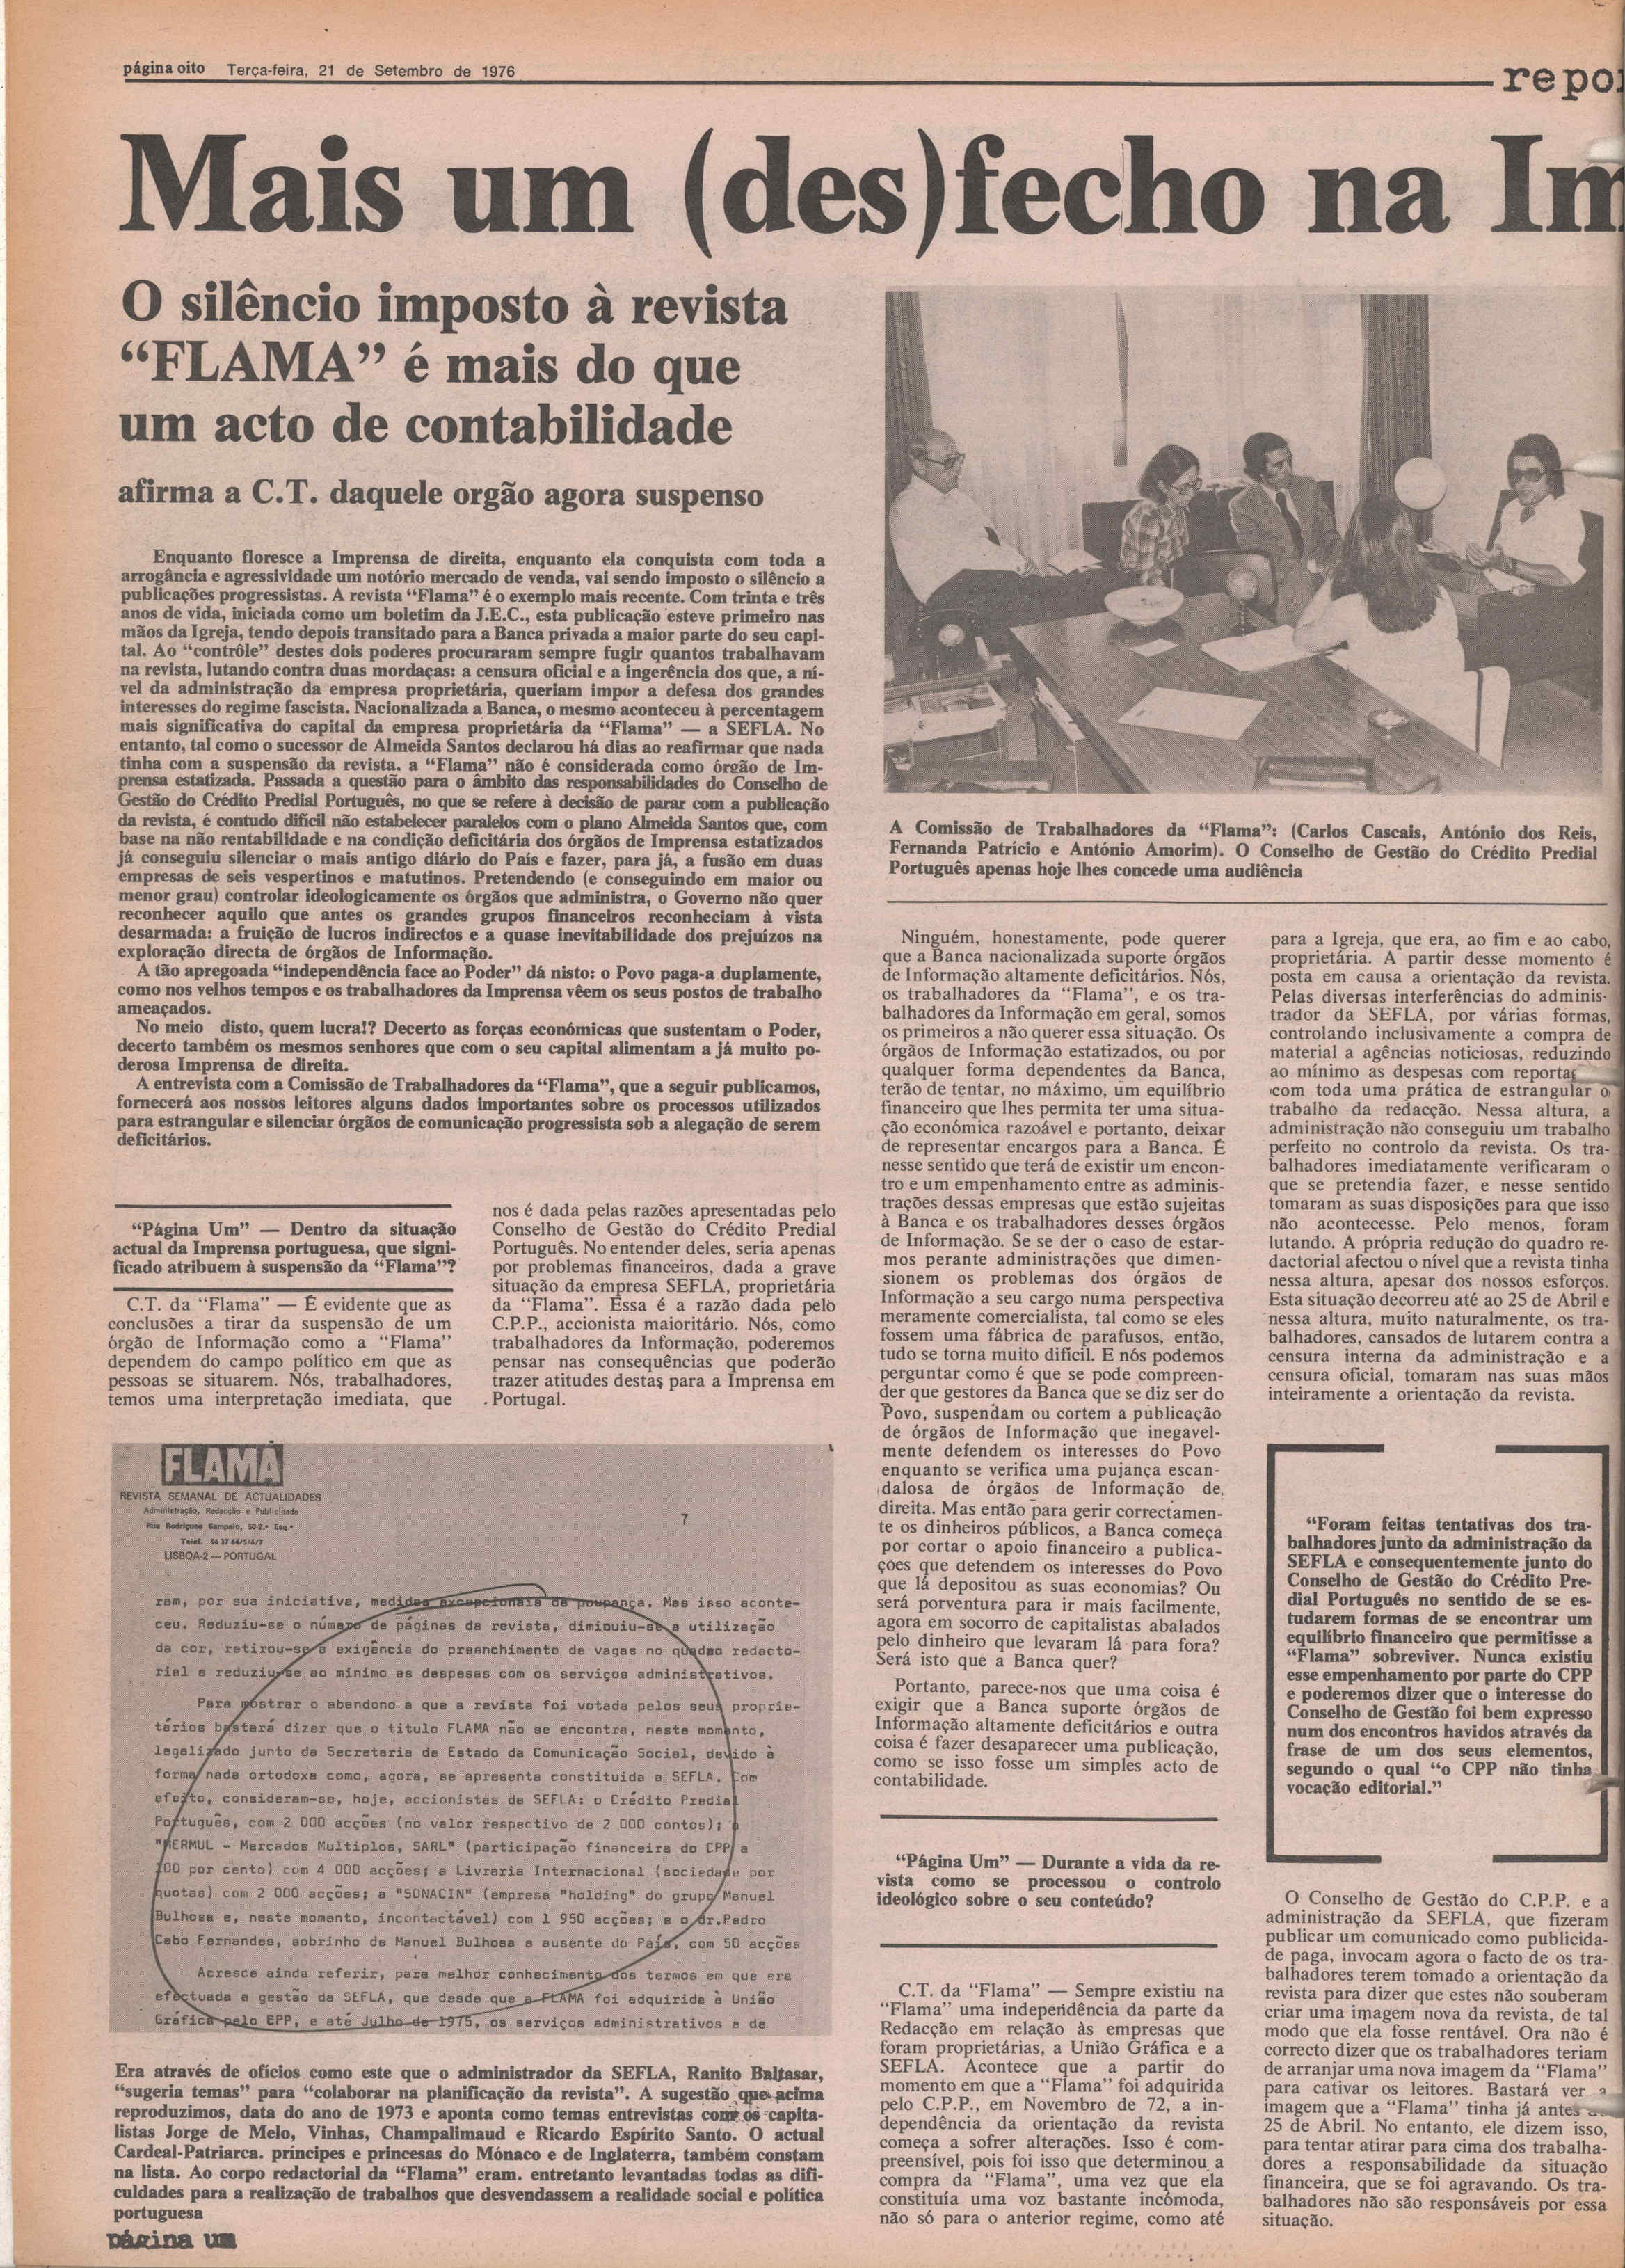 página oito Terça-feira, 21 de Setembro de 1976
repo
Mais um (des)fecho na Im
O silêncio imposto à revista
“FLAMA” é mais do que
um acto de contabilidade
afirma a C.T. daquele orgão agora suspenso
Enquanto floresce a Imprensa de direita, enquanto ela conquista com toda a
arrogância e agressividade um notório mercado de venda, vai sendo imposto o silêncio a
publicações progressistas. A revista “Flama” é o exemplo mais recente. Com trinta e três
anos de vida, iniciada como um boletim da J.E.C., esta publicação esteve primeiro nas
mãos da Igreja, tendo depois transitado para a Banca privada a maior parte do seu capi-
tal. Ao “contrôle” destes dois poderes procuraram sempre fugir quantos trabalhavam
na revista, lutando contra duas mordaças: a censura oficial e a ingerência dos que, a ní-
vel da administração da empresa proprietária, queriam impor a defesa dos grandes
interesses do regime fascista. Nacionalizada a Banca, o mesmo aconteceu à percentagem
mais significativa do capital da empresa proprietária da “Flama” — a SEFLA. No
entanto, tal como o sucessor de Almeida Santos declarou há dias ao reafirmar que nada
tinha com a suspensão da revista. a “Flama” não é considerada como órgão de Im-
prensa estatizada. Passada a questão para o âmbito das responsabilidades do Conselho de
Gestão do Crédito Predial Português, no que se refere à decisão de parar com a publicação
da revista, é contudo difícil não estabelecer paralelos com o plano Almeida Santos que, com
base na não rentabilidade e na condição deficitária dos órgãos de Imprensa estatizados
já conseguiu silenciar o mais antigo diário do País e fazer, para já, a fusão em duas
empresas de seis vespertinos e matutinos. Pretendendo (e conseguindo em maior ou
menor grau) controlar ideologicamente os órgãos que administra, o Governo não quer
reconhecer aquilo que antes os grandes grupos financeiros reconheciam à vista
desarmada: a fruição de lucros indirectos e a quase inevitabilidade dos prejuízos na
exploração directa de órgãos de Informação.
A tão apregoada “independência face ao Poder” dá nisto: o Povo paga-a duplamente,
como nos velhos tempos e os trabalhadores da Imprensa vêem os seus postos de trabalho
ameaçados.
No meio disto, quem lucra!? Decerto as forças económicas que sustentam o Poder,
decerto também os mesmos senhores que com o seu capital alimentam a já muito po-
derosa Imprensa de direita.
A entrevista com a Comissão de Trabalhadores da “Flama”, que a seguir publicamos,
fornecerá aos nossos leitores alguns dados importantes sobre os processos utilizados
para estrangular e silenciar órgãos de comunicação progressista sob a alegação de serem
deficitários.
“Página Um” — Dentro da situação
actual da Imprensa portuguesa, que signi-
ficado atribuem à suspensão da “Flama”?
C.T. da “Flama” — É evidente que as
conclusões a tirar da suspensão de um
órgão de Informação como a “Flama”
dependem do campo político em que as
pessoas se situarem. Nós, trabalhadores,
temos uma interpretação imediata, que
nos é dada pelas razões apresentadas pelo
Conselho de Gestão do Crédito Predial
Português. No entender deles, seria apenas
por problemas financeiros, dada a grave
situação da empresa SEFLA, proprietária
da “Flama”. Essa é a razão dada pelo
C.P.P., accionista maioritário. Nós, como
trabalhadores da Informação, poderemos
pensar nas consequências que poderão
trazer atitudes destas para a Imprensa em
Portugal.
FLAMA
REVISTA SEMANAL DE ACTUALIDADES
Administração, Redacção e Publicidade
Rua Rodrigues Sampaio, 50-2.º Esq.º
Telef. 56 37 64/5/6/7
LISBOA-2 — PORTUGAL
7
ram, por sua iniciativa, medidas excepcionais de poupança. Mas isso aconte-
ceu. Reduziu-se o número de páginas da revista, diminuiu-se a utilização
da cor, retirou-se a exigência do preenchimento de vagas no quadro redacto-
rial e reduziu-se ao mínimo as despesas com os serviços administrativos.
Para mostrar o abandono a que a revista foi votada pelos seus proprie-
tários bastará dizer que o título FLAMA não se encontra, neste momento,
legalizado junto da Secretaria de Estado da Comunicação Social, devido à
forma nada ortodoxa como, agora, se apresenta constituída a SEFLA. Com
efeito, consideram-se, hoje, accionistas da SEFLA: o Crédito Predial
Português, com 2 000 acções (no valor respectivo de 2 000 contos); a
"MERMUL - Mercados Multiplos, SARL" (participação financeira do CPP a
100 por cento) com 4 000 acções; a Livraria Internacional (sociedade por
quotas) com 2 000 acções; a "SONACIN" (empresa "holding" do grupo Manuel
Bulhosa e, neste momento, incontactável) com 1 950 acções; e o dr.Pedro
Cabo Fernandes, sobrinho de Manuel Bulhosa e ausente do País, com 50 acções
Acresce ainda referir, para melhor conhecimento dos termos em que era
efectuada a gestão da SEFLA, que desde que a FLAMA foi adquirida à União
Gráfica pelo CPP, e até Julho de 1975, os serviços administrativos e de
Era através de ofícios como este que o administrador da SEFLA, Ranito Baltasar,
“sugeria temas” para “colaborar na planificação da revista”. A sugestão que acima
reproduzimos, data do ano de 1973 e aponta como temas entrevistas com os capita-
listas Jorge de Melo, Vinhas, Champalimaud e Ricardo Espírito Santo. O actual
Cardeal-Patriarca. príncipes e princesas do Mónaco e de Inglaterra, também constam
na lista. Ao corpo redactorial da “Flama” eram. entretanto levantadas todas as difi-
culdades para a realização de trabalhos que desvendassem a realidade social e política
portuguesa
página um
A Comissão de Trabalhadores da “Flama”: (Carlos Cascais, António dos Reis,
Fernanda Patrício e António Amorim). O Conselho de Gestão do Crédito Predial
Português apenas hoje lhes concede uma audiência
Ninguém, honestamente, pode querer
que a Banca nacionalizada suporte órgãos
de Informação altamente deficitários. Nós,
os trabalhadores da “Flama”, e os tra-
balhadores da Informação em geral, somos
os primeiros a não querer essa situação. Os
órgãos de Informação estatizados, ou por
qualquer forma dependentes da Banca,
terão de tentar, no máximo, um equilíbrio
financeiro que lhes permita ter uma situa-
ção económica razoável e portanto, deixar
de representar encargos para a Banca. É
nesse sentido que terá de existir um encon-
tro e um empenhamento entre as adminis-
trações dessas empresas que estão sujeitas
à Banca e os trabalhadores desses órgãos
de Informação. Se se der o caso de estar-
mos perante administrações que dimen-
sionem os problemas dos órgãos de
Informação a seu cargo numa perspectiva
meramente comercialista, tal como se eles
fossem uma fábrica de parafusos, então,
tudo se torna muito difícil. E nós podemos
perguntar como é que se pode compreen-
der que gestores da Banca que se diz ser do
Povo, suspendam ou cortem a publicação
de órgãos de Informação que inegavel-
mente defendem os interesses do Povo
enquanto se verifica uma pujança escan-
dalosa de órgãos de Informação de
direita. Mas então para gerir correctamen-
te os dinheiros públicos, a Banca começa
por cortar o apoio financeiro a publica-
ções que defendem os interesses do Povo
que lá depositou as suas economias? Ou
será porventura para ir mais facilmente,
agora em socorro de capitalistas abalados
pelo dinheiro que levaram lá para fora?
Será isto que a Banca quer?
Portanto, parece-nos que uma coisa é
exigir que a Banca suporte órgãos de
Informação altamente deficitários e outra
coisa é fazer desaparecer uma publicação,
como se isso fosse um simples acto de
contabilidade.
“Página Um” — Durante a vida da re-
vista como se processou o controlo
ideológico sobre o seu conteúdo?
C.T. da “Flama” — Sempre existiu na
“Flama” uma independência da parte da
Redacção em relação às empresas que
foram proprietárias, a União Gráfica e a
SEFLA. Acontece que a partir do
momento em que a “Flama” foi adquirida
pelo C.P.P., em Novembro de 72, a in-
dependência da orientação da revista
começa a sofrer alterações. Isso é com-
preensível, pois foi isso que determinou a
compra da “Flama”, uma vez que ela
constituía uma voz bastante incómoda,
não só para o anterior regime, como até
para a Igreja, que era, ao fim e ao cabo,
proprietária. A partir desse momento é
posta em causa a orientação da revista.
Pelas diversas interferências do adminis-
trador da SEFLA, por várias formas,
controlando inclusivamente a compra de
material a agências noticiosas, reduzindo
ao mínimo as despesas com reportag
com toda uma prática de estrangular o
trabalho da redacção. Nessa altura, a
administração não conseguiu um trabalho
perfeito no controlo da revista. Os tra-
balhadores imediatamente verificaram o
que se pretendia fazer, e nesse sentido
tomaram as suas disposições para que isso
não acontecesse. Pelo menos, foram
lutando. A própria redução do quadro re-
dactorial afectou o nível que a revista tinha
nessa altura, apesar dos nossos esforços.
Esta situação decorreu até ao 25 de Abril e
nessa altura, muito naturalmente, os tra-
balhadores, cansados de lutarem contra a
censura interna da administração e a
censura oficial, tomaram nas suas mãos
inteiramente a orientação da revista.
“Foram feitas tentativas dos tra-
balhadores junto da administração da
SEFLA e consequentemente junto do
Conselho de Gestão do Crédito Pre-
dial Português no sentido de se es-
tudarem formas de se encontrar um
equilíbrio financeiro que permitisse a
“Flama” sobreviver. Nunca existiu
esse empenhamento por parte do CPP
e poderemos dizer que o interesse do
Conselho de Gestão foi bem expresso
num dos encontros havidos através da
frase de um dos seus elementos,
segundo o qual “o CPP não tinha
vocação editorial.”
O Conselho de Gestão do C.P.P. e a
administração da SEFLA, que fizeram
publicar um comunicado como publicida-
de paga, invocam agora o facto de os tra-
balhadores terem tomado a orientação da
revista para dizer que estes não souberam
criar uma imagem nova da revista, de tal
modo que ela fosse rentável. Ora não é
correcto dizer que os trabalhadores teriam
de arranjar uma nova imagem da “Flama”
para cativar os leitores. Bastará ver a
imagem que a “Flama” tinha já antes
25 de Abril. No entanto, ele dizem isso,
para tentar atirar para cima dos trabalha-
dores a responsabilidade da situação
financeira, que se foi agravando. Os tra-
balhadores não são responsáveis por essa
situação.